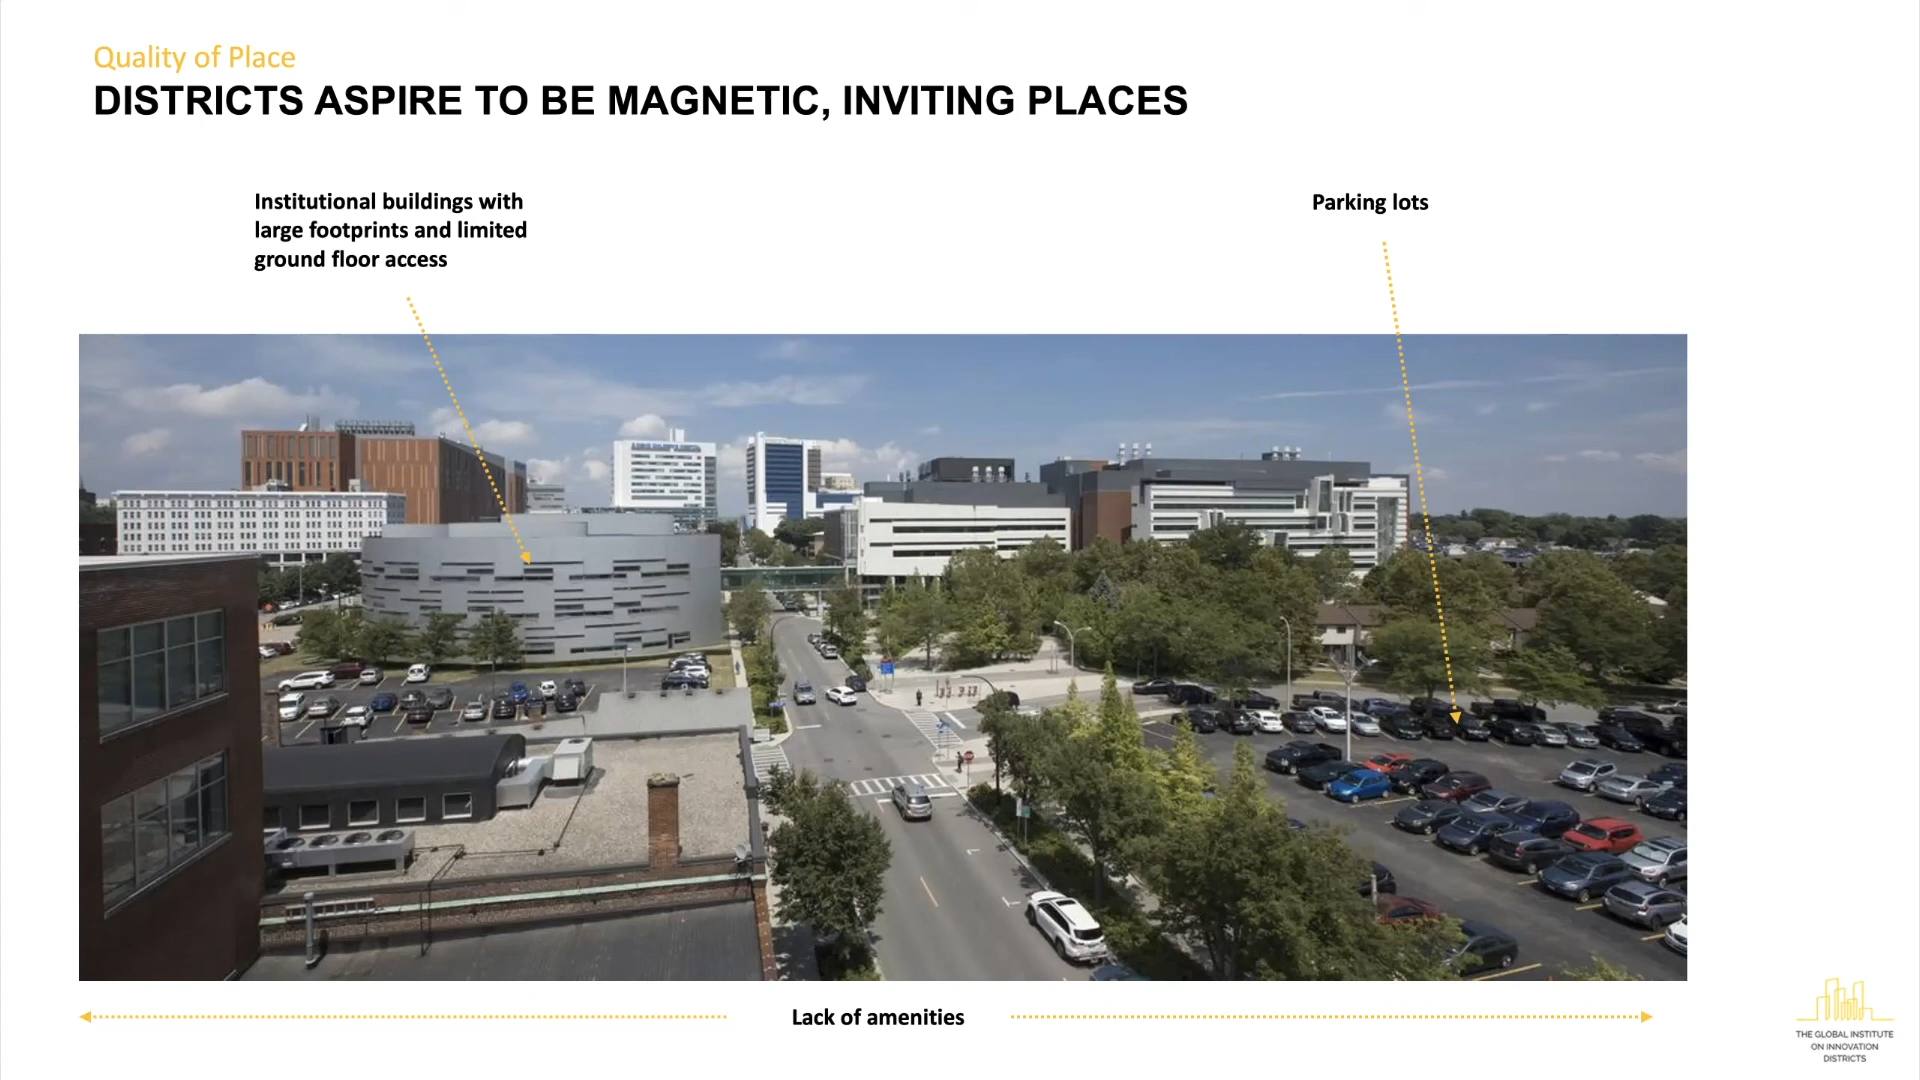 Quality of Place
DISTRICTS ASPIRE TO BE MAGNETIC, INVITING PLACES
Institutional buildings with
large footprints and limited
ground floor access
Parking lots
Lack of amenities
THE GLOBAL INSTITUTE
ON INNOVATION
DISTRICTS